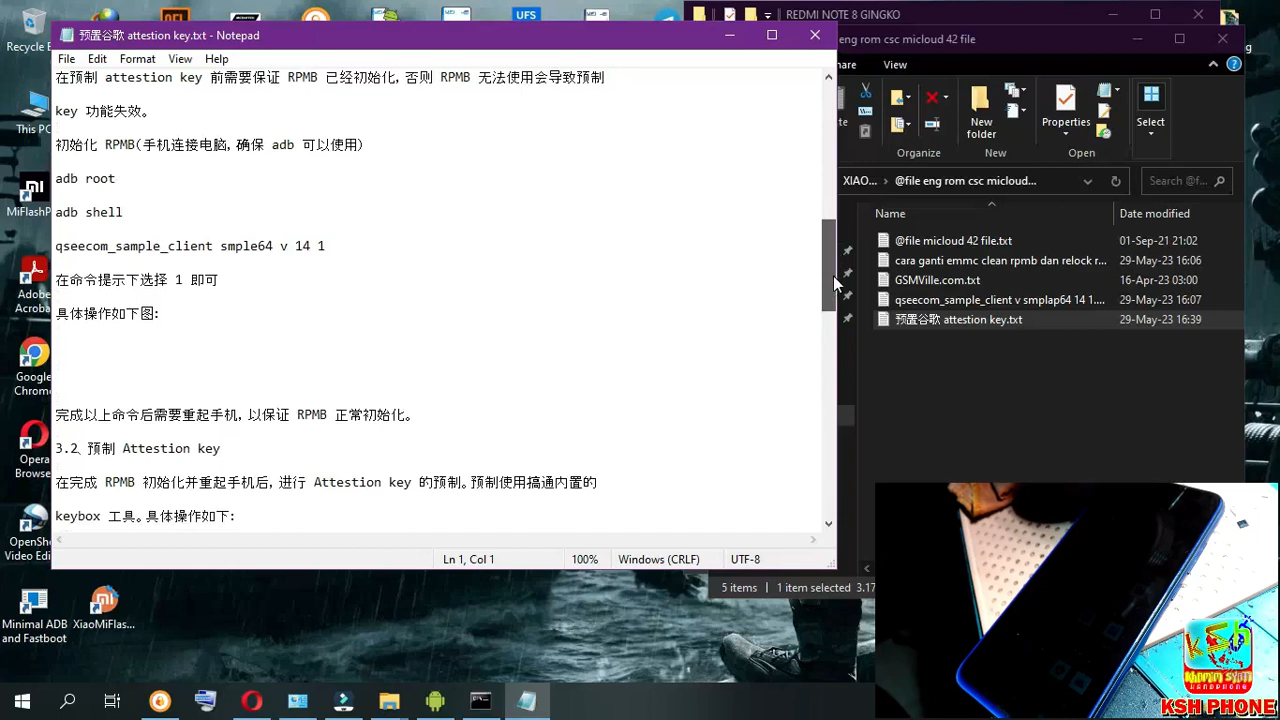 UFS
REDMI NOTE 8 GINGKO
Recycle B
预置谷歌 attestion key.txt - Notepad
eng rom csc micloud 42 file
File Edit Format View Help
hare View
在预制 attestion key 前需要保证 RPMB 已经初始化，否则 RPMB 无法使用会导致预制
key 功能失效。
初始化 RPMB(手机连接电脑，确保 adb 可以使用)
adb root
adb shell
qseecom_sample_client smple64 v 14 1
在命令提示下选择 1 即可
具体操作如下图:
完成以上命令后需要重起手机，以保证 RPMB 正常初始化。
3.2、预制 Attestion key
在完成 RPMB 初始化并重起手机后，进行 Attestion key 的预制。预制使用搞通内置的
keybox 工具。具体操作如下:
Ln 1, Col 1 100% Windows (CRLF) UTF-8
New folder
Properties
Select
Organize New Open
XIAO... @file eng rom csc micloud... Search @f...
Name Date modified
@file micloud 42 file.txt 01-Sep-21 21:02
cara ganti emmc clean rpmb dan relock r... 29-May-23 16:06
GSMVille.com.txt 16-Apr-23 03:00
qseecom_sample_client v smplap64 14 1.... 29-May-23 16:07
预置谷歌 attestion key.txt 29-May-23 16:39
5 items 1 item selected 3.17
This PC
MiFlashP
Adobe
Acrobat
Google
Chrome
Opera
Browse
OpenSh
Video Edi
Minimal ADB
and Fastboot
XiaoMiFlas...
KSH PHONE